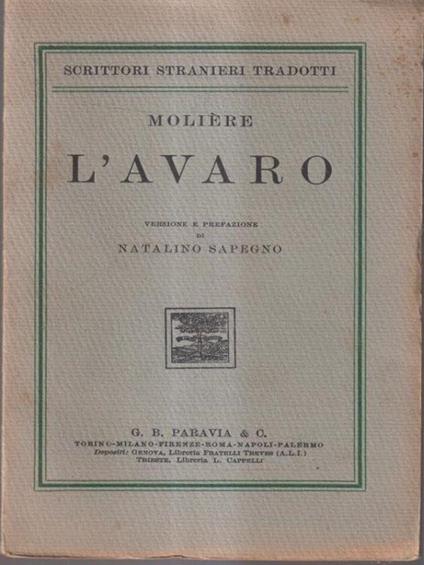 SCRITTORI STRANIERI TRADOTTI
MOLIÈRE
L'AVARO
VERSIONE E PREFAZIONE
DI
NATALINO SAPEGNO
G. B. PARAVIA & C.
TORINO-MILANO-FIRENZE-ROMA-NAPOLI-PALERMO
Depositi: GENOVA, Libreria FRATELLI TREVES (A.L.I.)
TRIESTE, Libreria L. CAPPELLI